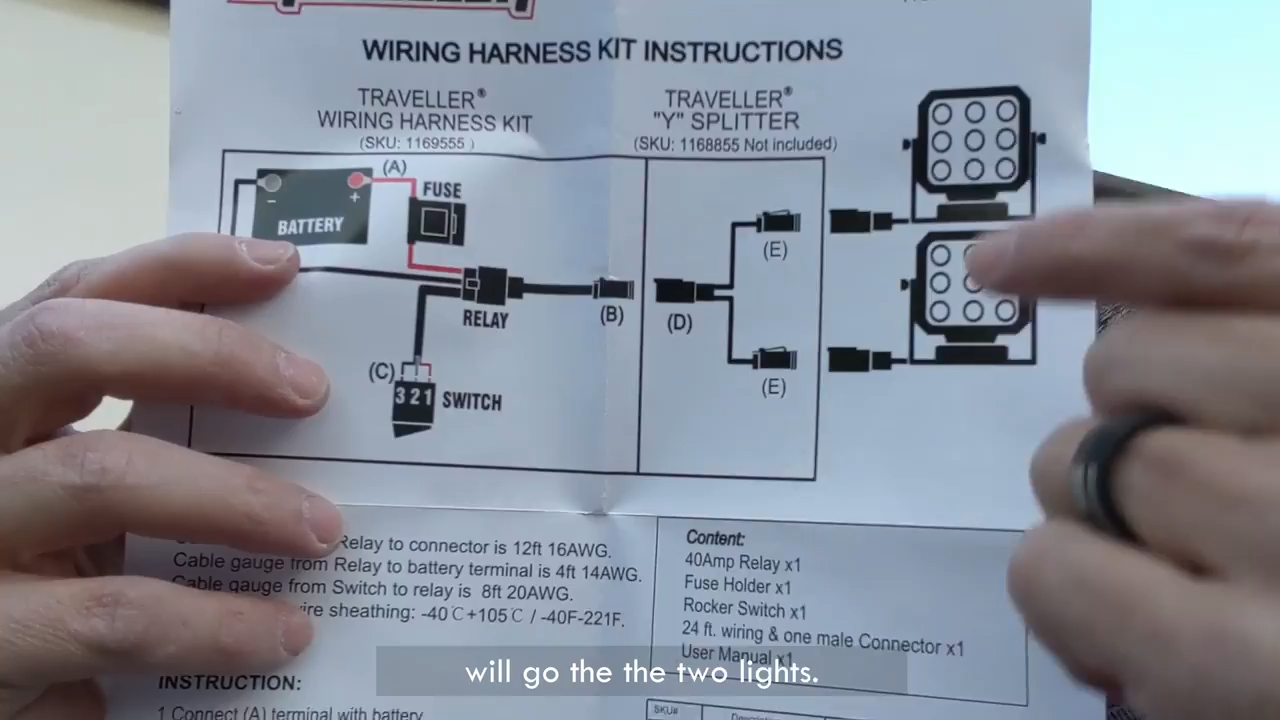 WIRING HARNESS KIT INSTRUCTIONS
TRAVELLER®
WIRING HARNESS KIT
(SKU: 1169555 )
TRAVELLER®
"Y" SPLITTER
(SKU: 1168855 Not included)
(A)
FUSE
- +
BATTERY
(E)
RELAY
(B)
(D)
(C)
321
SWITCH
(E)
Relay to connector is 12ft 16AWG.
Cable gauge from Relay to battery terminal is 4ft 14AWG.
Cable gauge from Switch to relay is 8ft 20AWG.
wire sheathing: -40℃+105℃ / -40F-221F.
Content:
40Amp Relay x1
Fuse Holder x1
Rocker Switch x1
24 ft. wiring & one male Connector x1
User Manual x1
will go the the two lights.
INSTRUCTION:
1 Connect (A) terminal with battery
SKU#